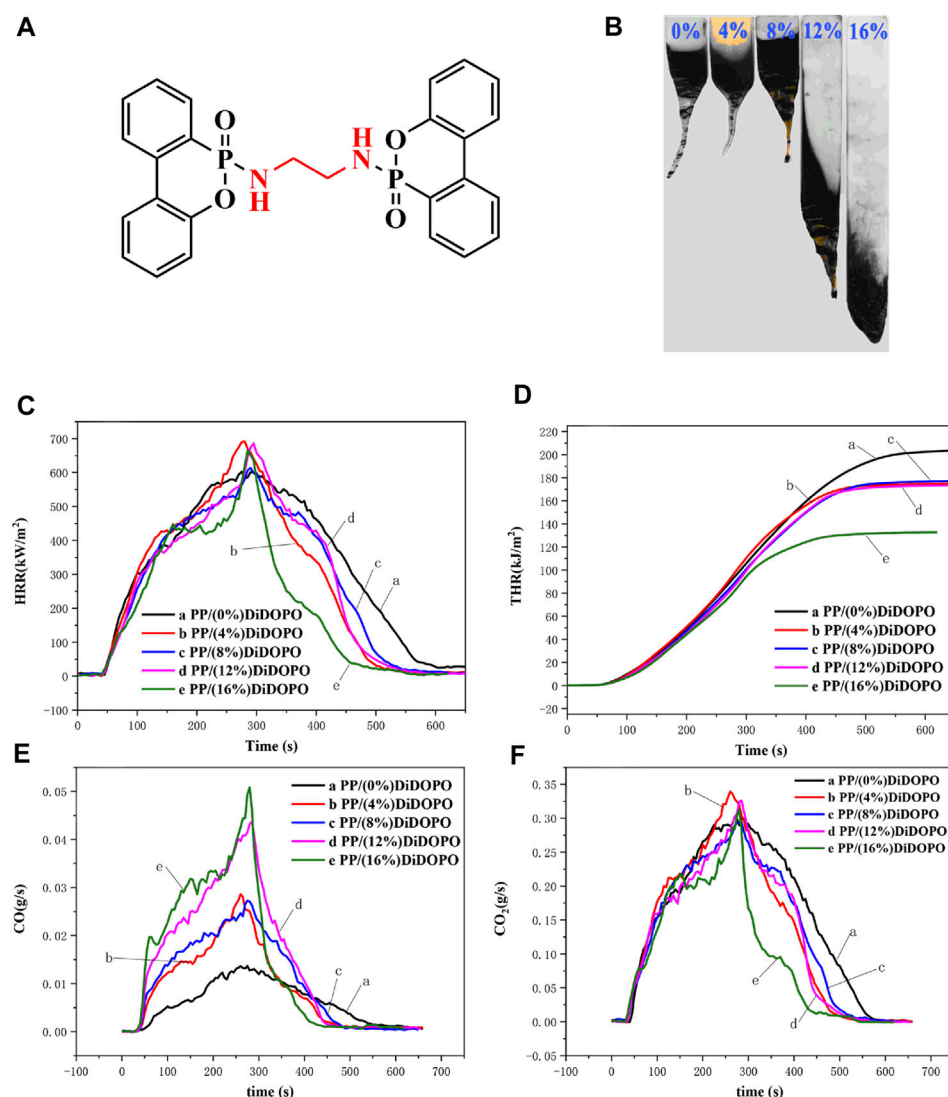 A
O
P
O
N
H
H
N
O
P
O
B
0% 4% 8% 12% 16%
C
HRR(kW/m²)
700
600
500
400
300
200
100
0
-100
0 100 200 300 400 500 600
Time (s)
a PP/(0%)DiDOPO
b PP/(4%)DiDOPO
c PP/(8%)DiDOPO
d PP/(12%)DiDOPO
e PP/(16%)DiDOPO
d
b
c
a
e
D
THR(kJ/m²)
220
200
180
160
140
120
100
80
60
40
20
0
-20
0 100 200 300 400 500 600
Time (s)
a
c
b
d
e
a PP/(0%)DiDOPO
b PP/(4%)DiDOPO
c PP/(8%)DiDOPO
d PP/(12%)DiDOPO
e PP/(16%)DiDOPO
E
CO(g/s)
0.05
0.04
0.03
0.02
0.01
0.00
-100 0 100 200 300 400 500 600 700
time (s)
a PP/(0%)DiDOPO
b PP/(4%)DiDOPO
c PP/(8%)DiDOPO
d PP/(12%)DiDOPO
e PP/(16%)DiDOPO
e
d
b
c
a
F
CO₂(g/s)
0.35
0.30
0.25
0.20
0.15
0.10
0.05
0.00
-0.05
-100 0 100 200 300 400 500 600 700
time (s)
a PP/(0%)DiDOPO
b PP/(4%)DiDOPO
c PP/(8%)DiDOPO
d PP/(12%)DiDOPO
e PP/(16%)DiDOPO
b
a
e
c
d